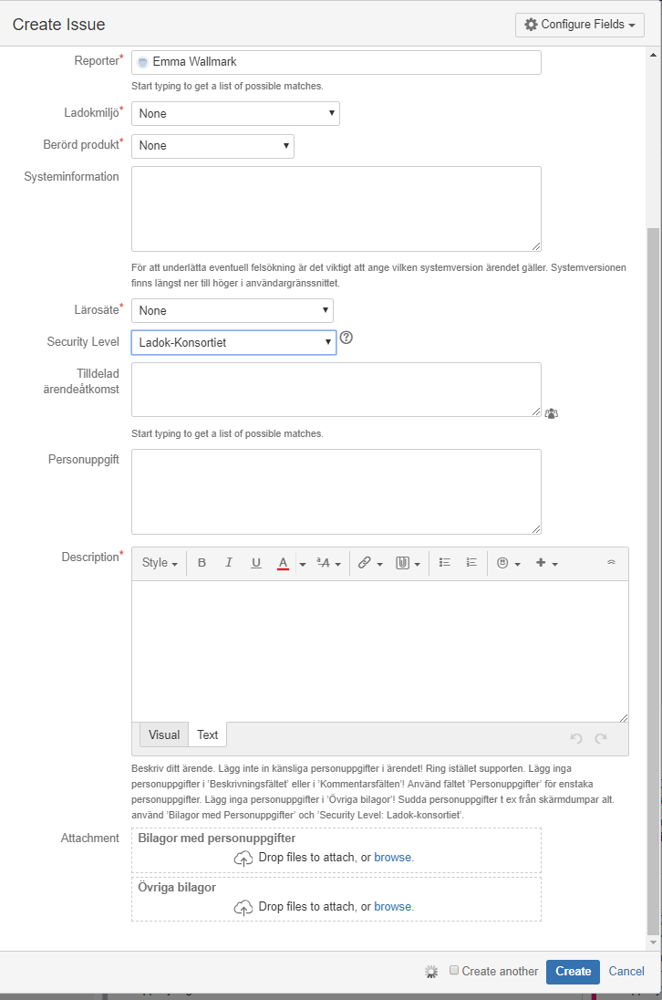 Create Issue
Configure Fields
Reporter*
Emma Wallmark
Start typing to get a list of possible matches.
Ladokmiljö*
None
Berörd produkt*
None
Systeminformation
För att underlätta eventuell felsökning är det viktigt att ange vilken systemversion ärendet gäller. Systemversionen
finns längst ner till höger i användargränssnittet.
Lärosäte*
None
Security Level
Ladok-Konsortiet
Tilldelad
ärendeåtkomst
Start typing to get a list of possible matches.
Personuppgift
Description*
Style B I U A ªA
Visual Text
Beskriv ditt ärende. Lägg inte in känsliga personuppgifter i ärendet! Ring istället supporten. Lägg inga
personuppgifter i 'Beskrivningsfältet' eller i 'Kommentarsfälten'! Använd fältet 'Personuppgifter' för enstaka
personuppgifter. Lägg inga personuppgifter i 'Övriga bilagor'! Sudda personuppgifter t ex från skärmdumpar alt.
använd 'Bilagor med Personuppgifter' och 'Security Level: Ladok-konsortiet'.
Attachment
Bilagor med personuppgifter
Drop files to attach, or browse.
Övriga bilagor
Drop files to attach, or browse.
Create another
Create
Cancel